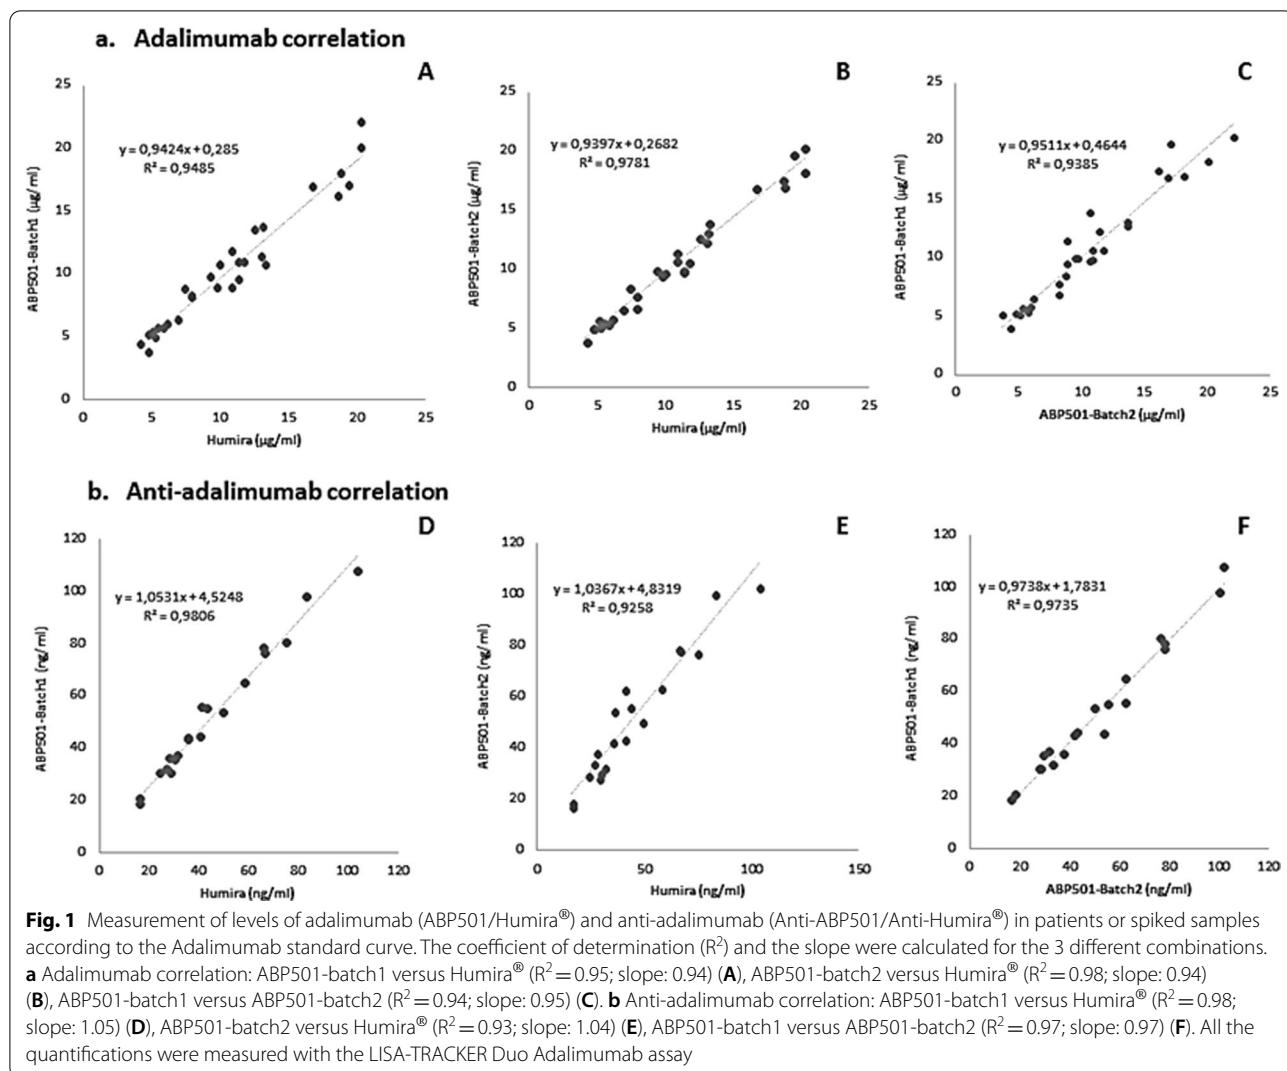 a. Adalimumab correlation
A
25
20
15
10
5
0
ABP501-Batch1 (µg/ml)
y = 0,9424x + 0,285
R² = 0,9485
0 5 10 15 20 25
Humira (µg/ml)
B
25
20
15
10
5
0
ABP501-Batch2 (µg/ml)
y = 0,9397x + 0,2682
R² = 0,9781
0 5 10 15 20 25
Humira (µg/ml)
C
25
20
15
10
5
0
ABP501-Batch1 (µg/ml)
y = 0,9511x + 0,4644
R² = 0,9385
0 5 10 15 20 25
ABP501-Batch2 (µg/ml)
b. Anti-adalimumab correlation
D
120
100
80
60
40
20
0
ABP501-Batch1 (ng/ml)
y = 1,0531x + 4,5248
R² = 0,9806
0 20 40 60 80 100 120
Humira (ng/ml)
E
120
100
80
60
40
20
0
ABP501-Batch2 (ng/ml)
y = 1,0367x + 4,8319
R² = 0,9258
0 50 100 150
Humira (ng/ml)
F
120
100
80
60
40
20
0
ABP501-Batch1 (ng/ml)
y = 0,9738x + 1,7831
R² = 0,9735
0 20 40 60 80 100 120
ABP501-Batch2 (ng/ml)
Fig. 1 Measurement of levels of adalimumab (ABP501/Humira®) and anti-adalimumab (Anti-ABP501/Anti-Humira®) in patients or spiked samples
according to the Adalimumab standard curve. The coefficient of determination (R²) and the slope were calculated for the 3 different combinations.
a Adalimumab correlation: ABP501-batch1 versus Humira® (R² = 0.95; slope: 0.94) (A), ABP501-batch2 versus Humira® (R² = 0.98; slope: 0.94)
(B), ABP501-batch1 versus ABP501-batch2 (R² = 0.94; slope: 0.95) (C). b Anti-adalimumab correlation: ABP501-batch1 versus Humira® (R² = 0.98;
slope: 1.05) (D), ABP501-batch2 versus Humira® (R² = 0.93; slope: 1.04) (E), ABP501-batch1 versus ABP501-batch2 (R² = 0.97; slope: 0.97) (F). All the
quantifications were measured with the LISA-TRACKER Duo Adalimumab assay